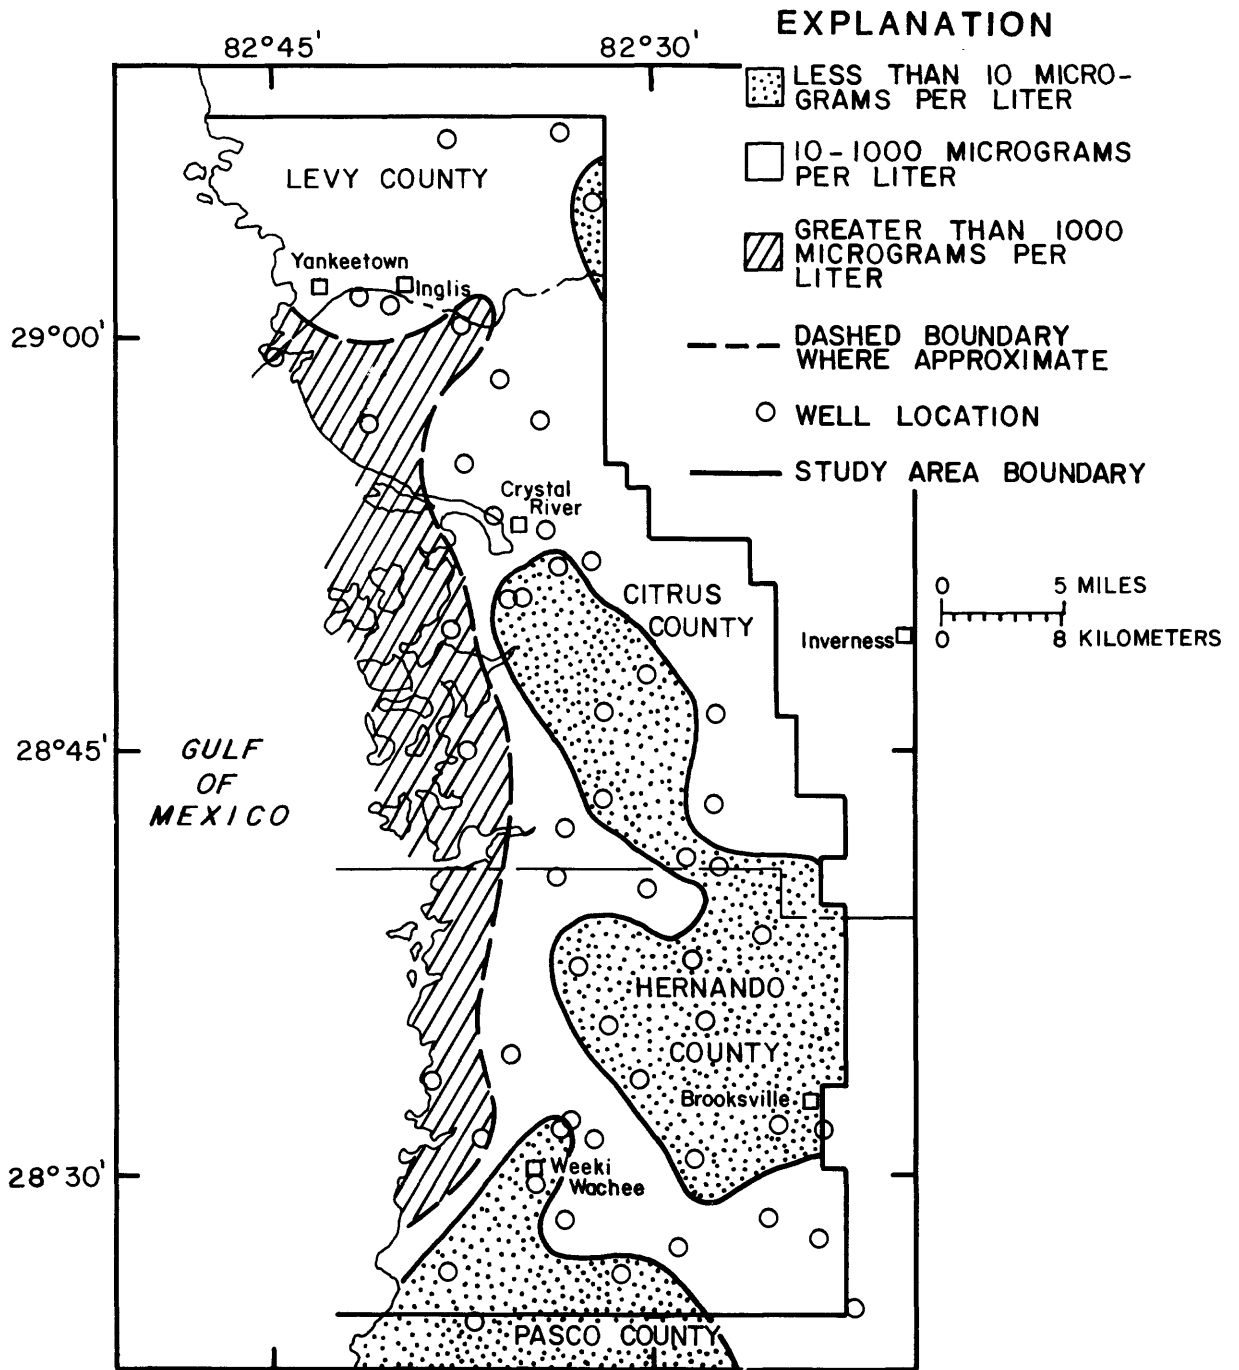 EXPLANATION
82°45'
82°30'
LESS THAN 10 MICRO-
GRAMS PER LITER
10-1000 MICROGRAMS
PER LITER
GREATER THAN 1000
MICROGRAMS PER
LITER
DASHED BOUNDARY
WHERE APPROXIMATE
WELL LOCATION
STUDY AREA BOUNDARY
LEVY COUNTY
Yankeetown
Inglis
29°00'
Crystal
River
CITRUS
COUNTY
0 5 MILES
0 8 KILOMETERS
Inverness
28°45'
GULF
OF
MEXICO
HERNANDO
COUNTY
Brooksville
28°30'
Weeki
Wachee
PASCO COUNTY